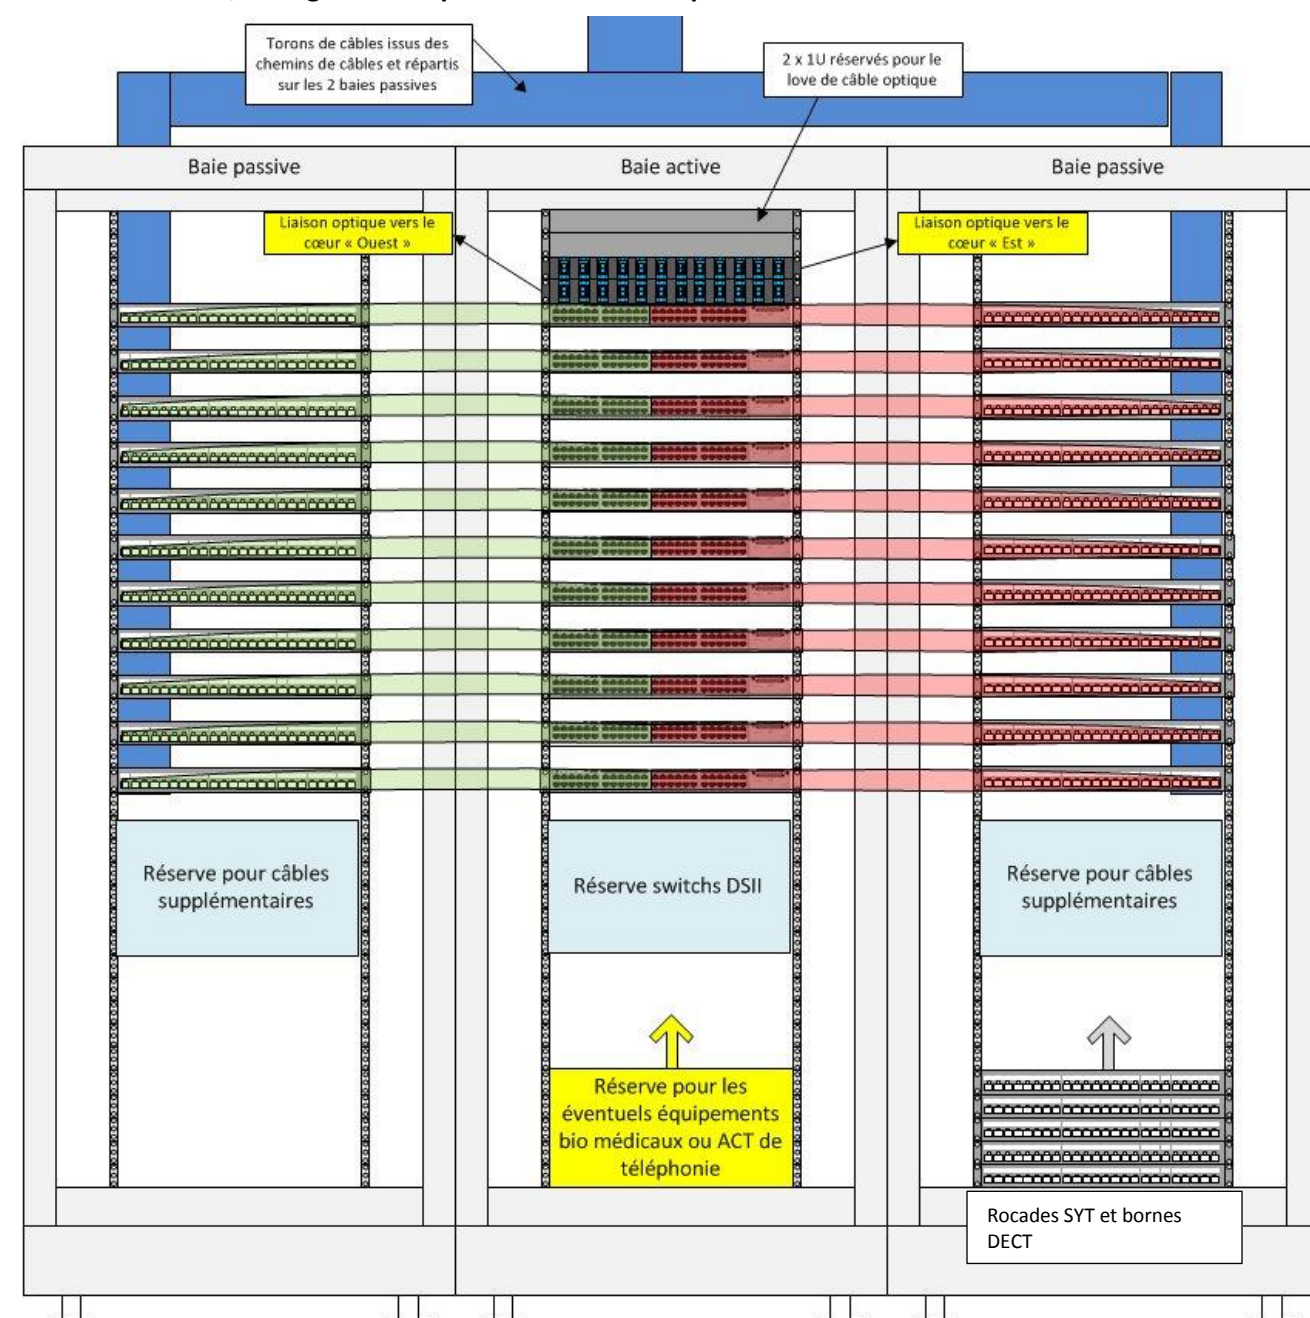 Torons de câbles issus des
chemins de câbles et répartis
sur les 2 baies passives
2 x 1U réservés pour le
love de câble optique
Baie passive
Baie active
Baie passive
Liaison optique vers le
cœur « Ouest »
Liaison optique vers le
cœur « Est »
Réserve pour câbles
supplémentaires
Réserve switchs DSII
Réserve pour câbles
supplémentaires
Réserve pour les
éventuels équipements
bio médicaux ou ACT de
téléphonie
Rocades SYT et bornes
DECT